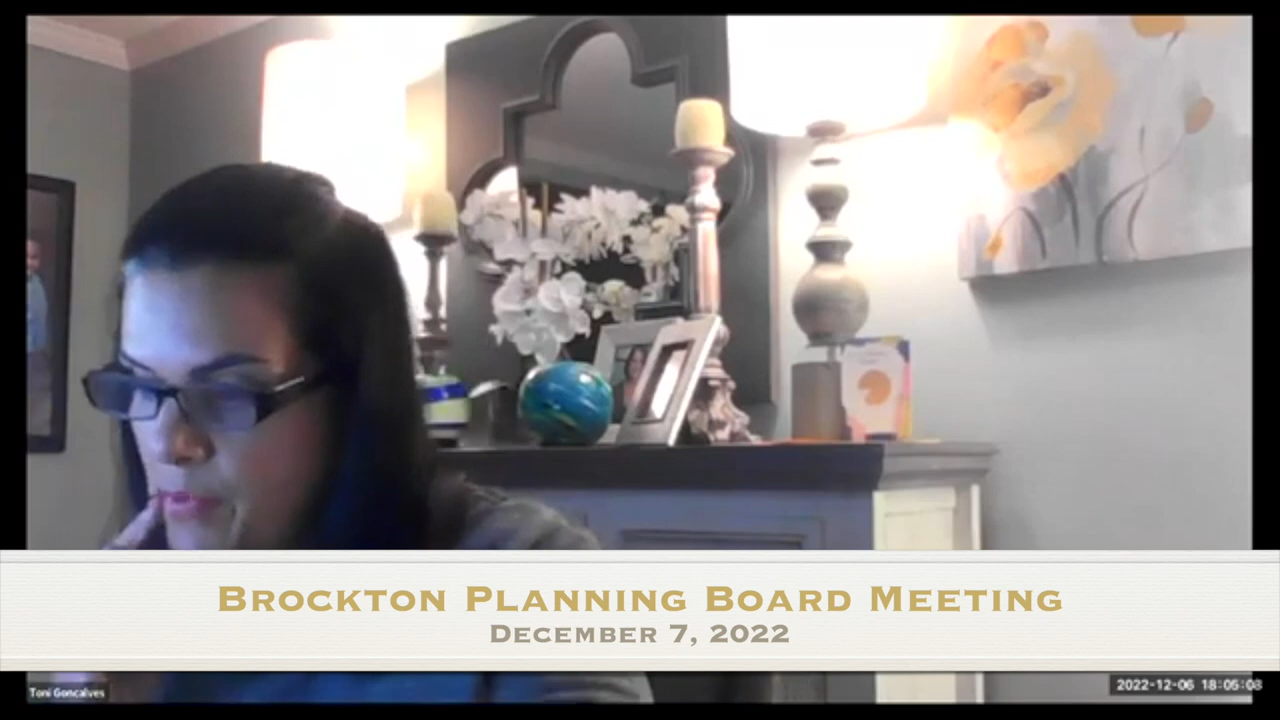 Brockton Planning Board Meeting
December 7, 2022
Toni Goncalves
2022-12-06 18:05:08